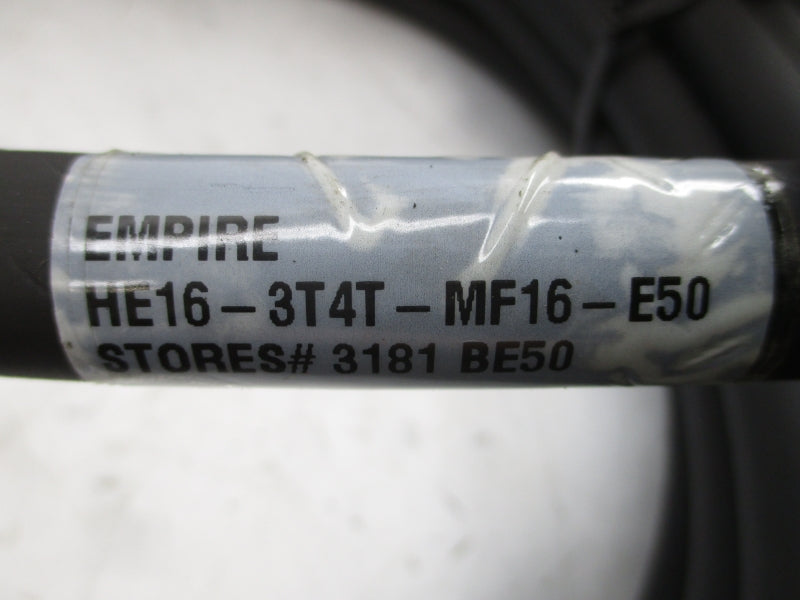 EMPIRE
HE16-3T4T-MF16-E50
STORES# 3181 BE50